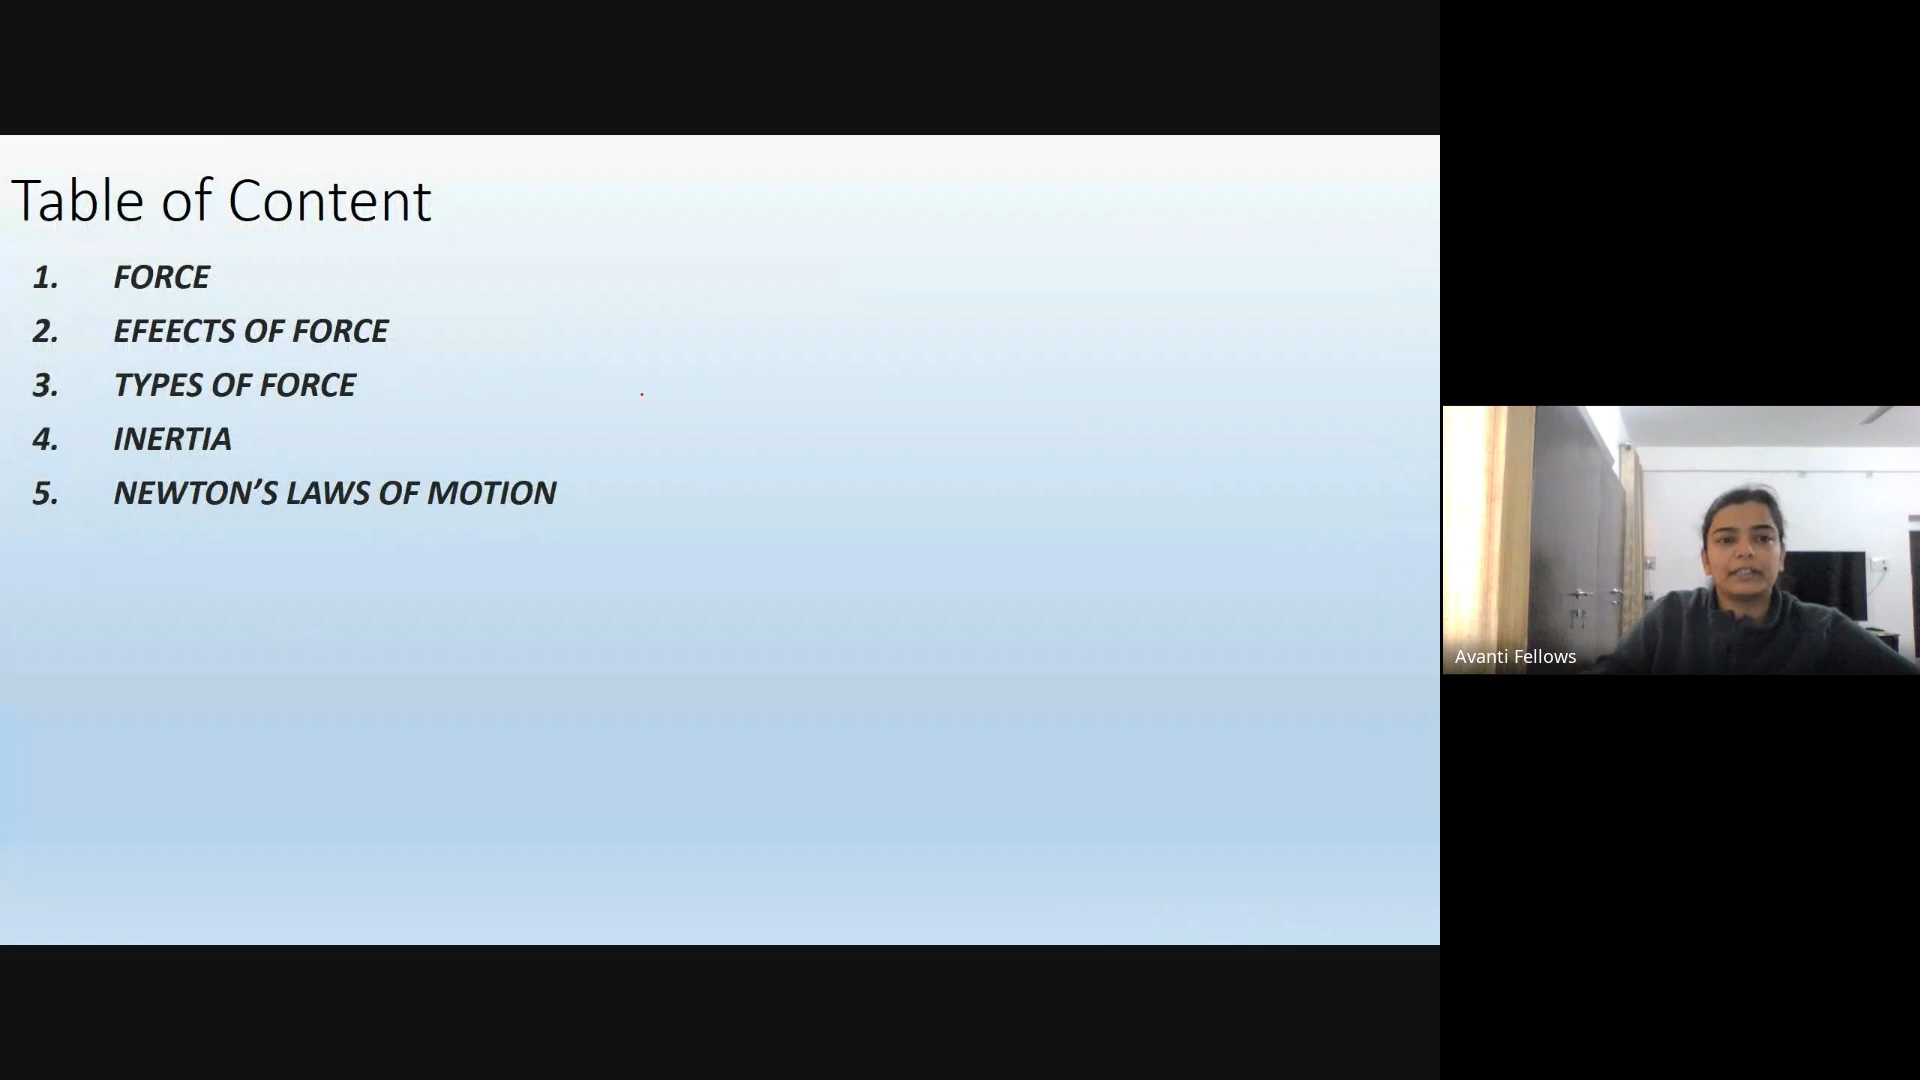 Table of Content
1. FORCE
2. EFEECTS OF FORCE
3. TYPES OF FORCE
4. INERTIA
5. NEWTON’S LAWS OF MOTION
Avanti Fellows